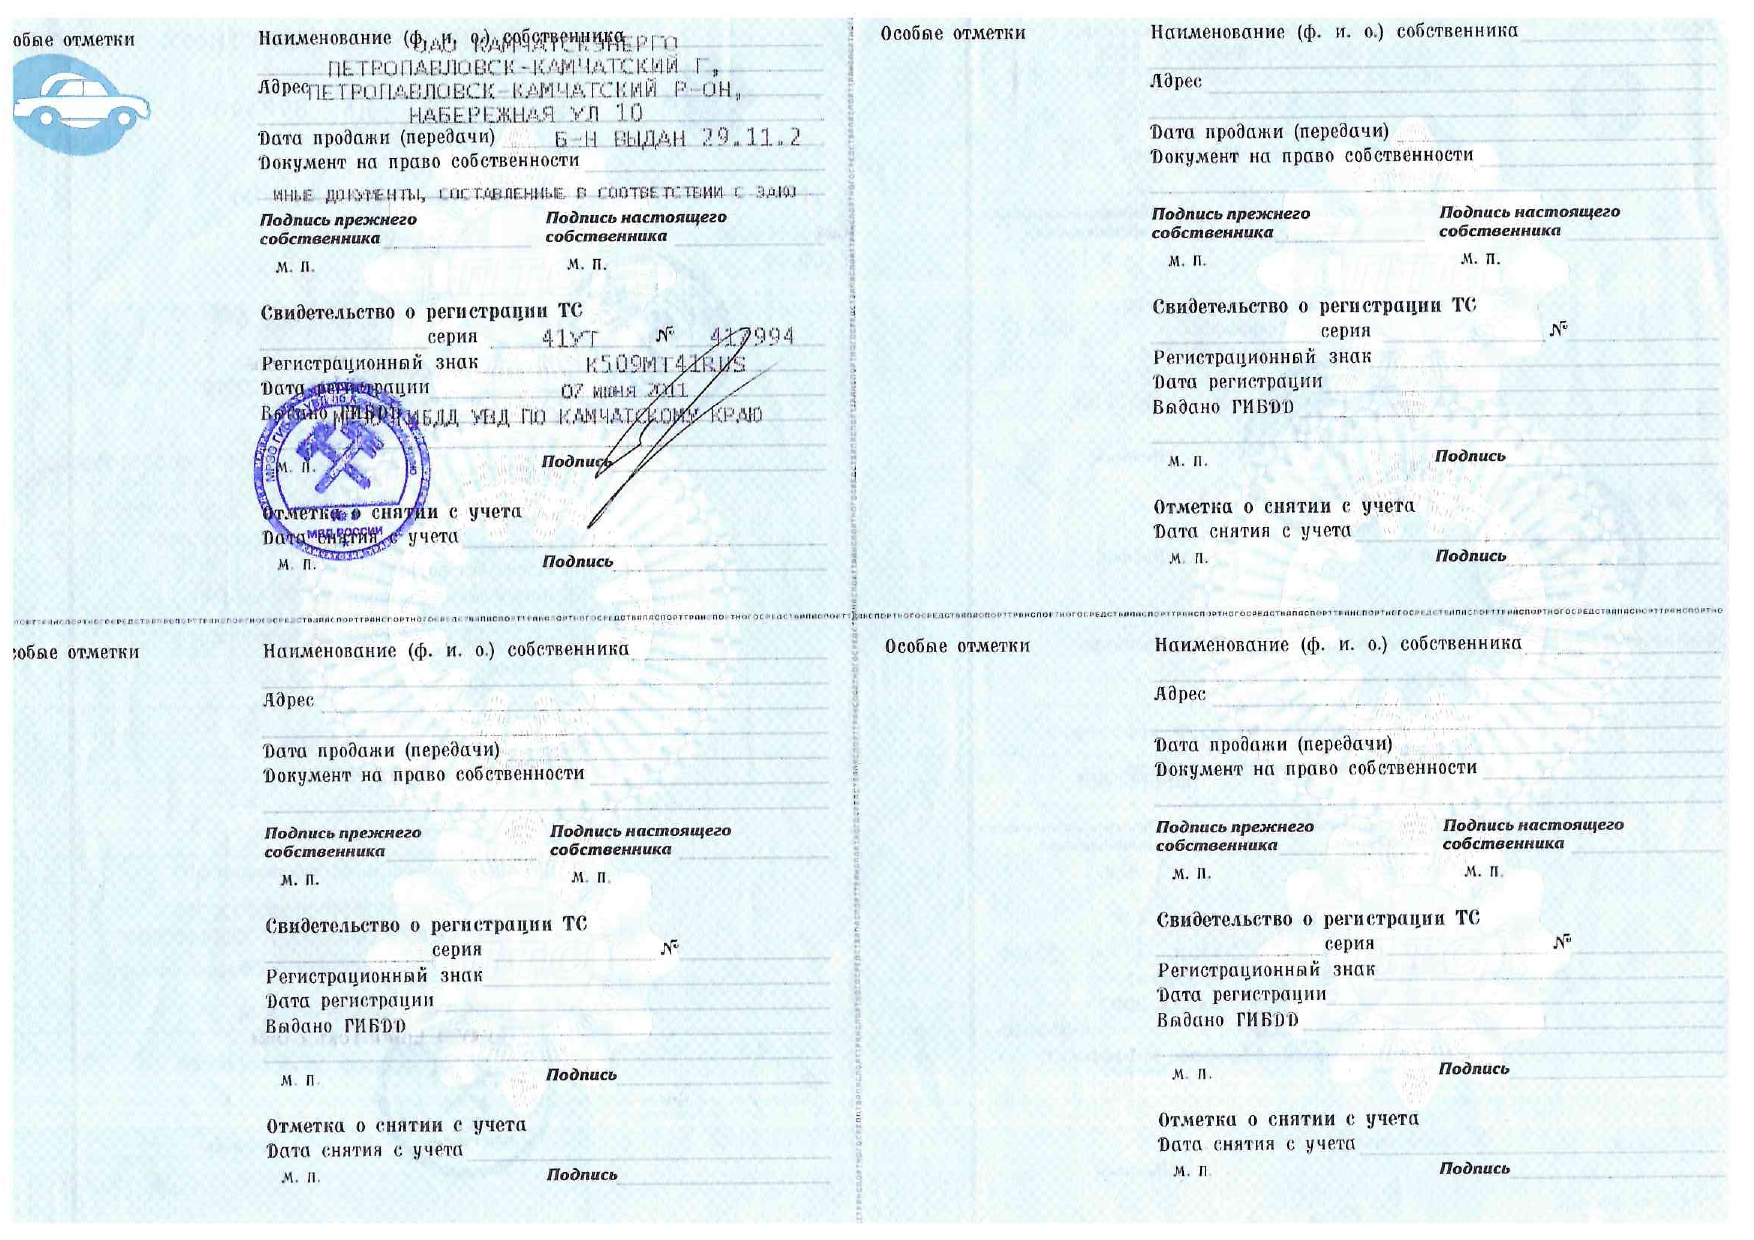 обые отметки
Наименование (ф. и. о.) собственника
ОАО КАМЧАТСКЭНЕРГО
ПЕТРОПАВЛОВСК-КАМЧАТСКИЙ Г,
Адрес ПЕТРОПАВЛОВСК-КАМЧАТСКИЙ Р-ОН,
НАБЕРЕЖНАЯ УЛ 10
Дата продажи (передачи) Б-Н ВЫДАН 29.11.2
Документ на право собственности
ИНЫЕ ДОКУМЕНТЫ, СОСТАВЛЕННЫЕ В СООТВЕТСТВИИ С ЗАКО
Подпись прежнего Подпись настоящего
собственника собственника
М. П. М. П.
Свидетельство о регистрации ТС
серия 41УТ № 417994
Регистрационный знак К509МТ41RUS
Дата регистрации 07 июня 2011
Выдано ГИБДД МРЭО ГИБДД УВД ПО КАМЧАТСКОМУ КРАЮ
М. П. Подпись
Отметка о снятии с учета
МВД РОССИИ
Дата снятия с учета
М. П. Подпись
Особые отметки
Наименование (ф. и. о.) собственника
Адрес
Дата продажи (передачи)
Документ на право собственности
Подпись прежнего Подпись настоящего
собственника собственника
М. П. М. П.
Свидетельство о регистрации ТС
серия №
Регистрационный знак
Дата регистрации
Выдано ГИБДД
М. П. Подпись
Отметка о снятии с учета
Дата снятия с учета
М. П. Подпись
собые отметки
Наименование (ф. и. о.) собственника
Адрес
Дата продажи (передачи)
Документ на право собственности
Подпись прежнего Подпись настоящего
собственника собственника
М. П. М. П.
Свидетельство о регистрации ТС
серия №
Регистрационный знак
Дата регистрации
Выдано ГИБДД
М. П. Подпись
Отметка о снятии с учета
Дата снятия с учета
М. П. Подпись
Особые отметки
Наименование (ф. и. о.) собственника
Адрес
Дата продажи (передачи)
Документ на право собственности
Подпись прежнего Подпись настоящего
собственника собственника
М. П. М. П.
Свидетельство о регистрации ТС
серия №
Регистрационный знак
Дата регистрации
Выдано ГИБДД
М. П. Подпись
Отметка о снятии с учета
Дата снятия с учета
М. П. Подпись